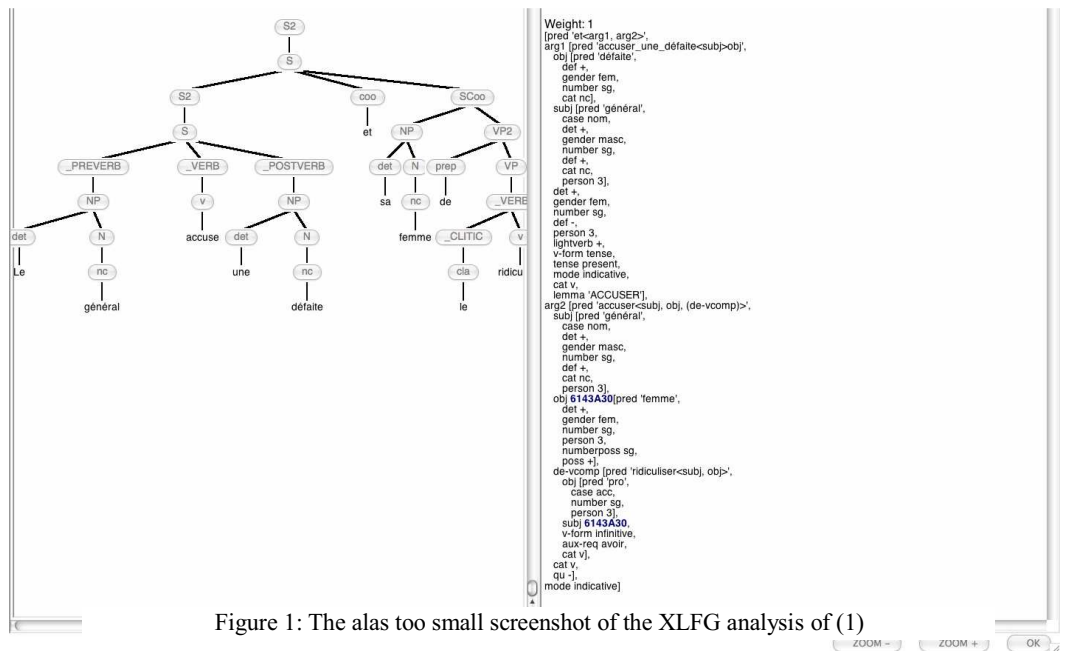 S2
S
S2 coo SCoo
et
S NP VP2
_PREVERB _VERB _POSTVERB det N prep VP
NP v NP sa nc de _VERB
det N accuse det N femme _CLITIC v
Le nc une nc cla ridicu
général défaite le
Weight: 1
[pred 'et<arg1, arg2>',
arg1 [pred 'accuser_une_défaite<subj>obj',
obj [pred 'défaite',
def +,
gender fem,
number sg,
cat nc],
subj [pred 'général',
case nom,
det +,
gender masc,
number sg,
def +,
cat nc,
person 3],
det +,
gender fem,
number sg,
def -,
person 3,
lightverb +,
v-form tense,
tense present,
mode indicative,
cat v,
lemma 'ACCUSER'],
arg2 [pred 'accuser<subj, obj, (de-vcomp)>',
subj [pred 'général',
case nom,
det +,
gender masc,
number sg,
def +,
cat nc,
person 3],
obj 6143A30[pred 'femme',
det +,
gender fem,
number sg,
person 3,
numberposs sg,
poss +],
de-vcomp [pred 'ridiculiser<subj, obj>',
obj [pred 'pro',
case acc,
number sg,
person 3],
subj 6143A30,
v-form infinitive,
aux-req avoir,
cat v],
cat v,
qu -],
mode indicative]
Figure 1: The alas too small screenshot of the XLFG analysis of (1)
ZOOM - ZOOM + OK